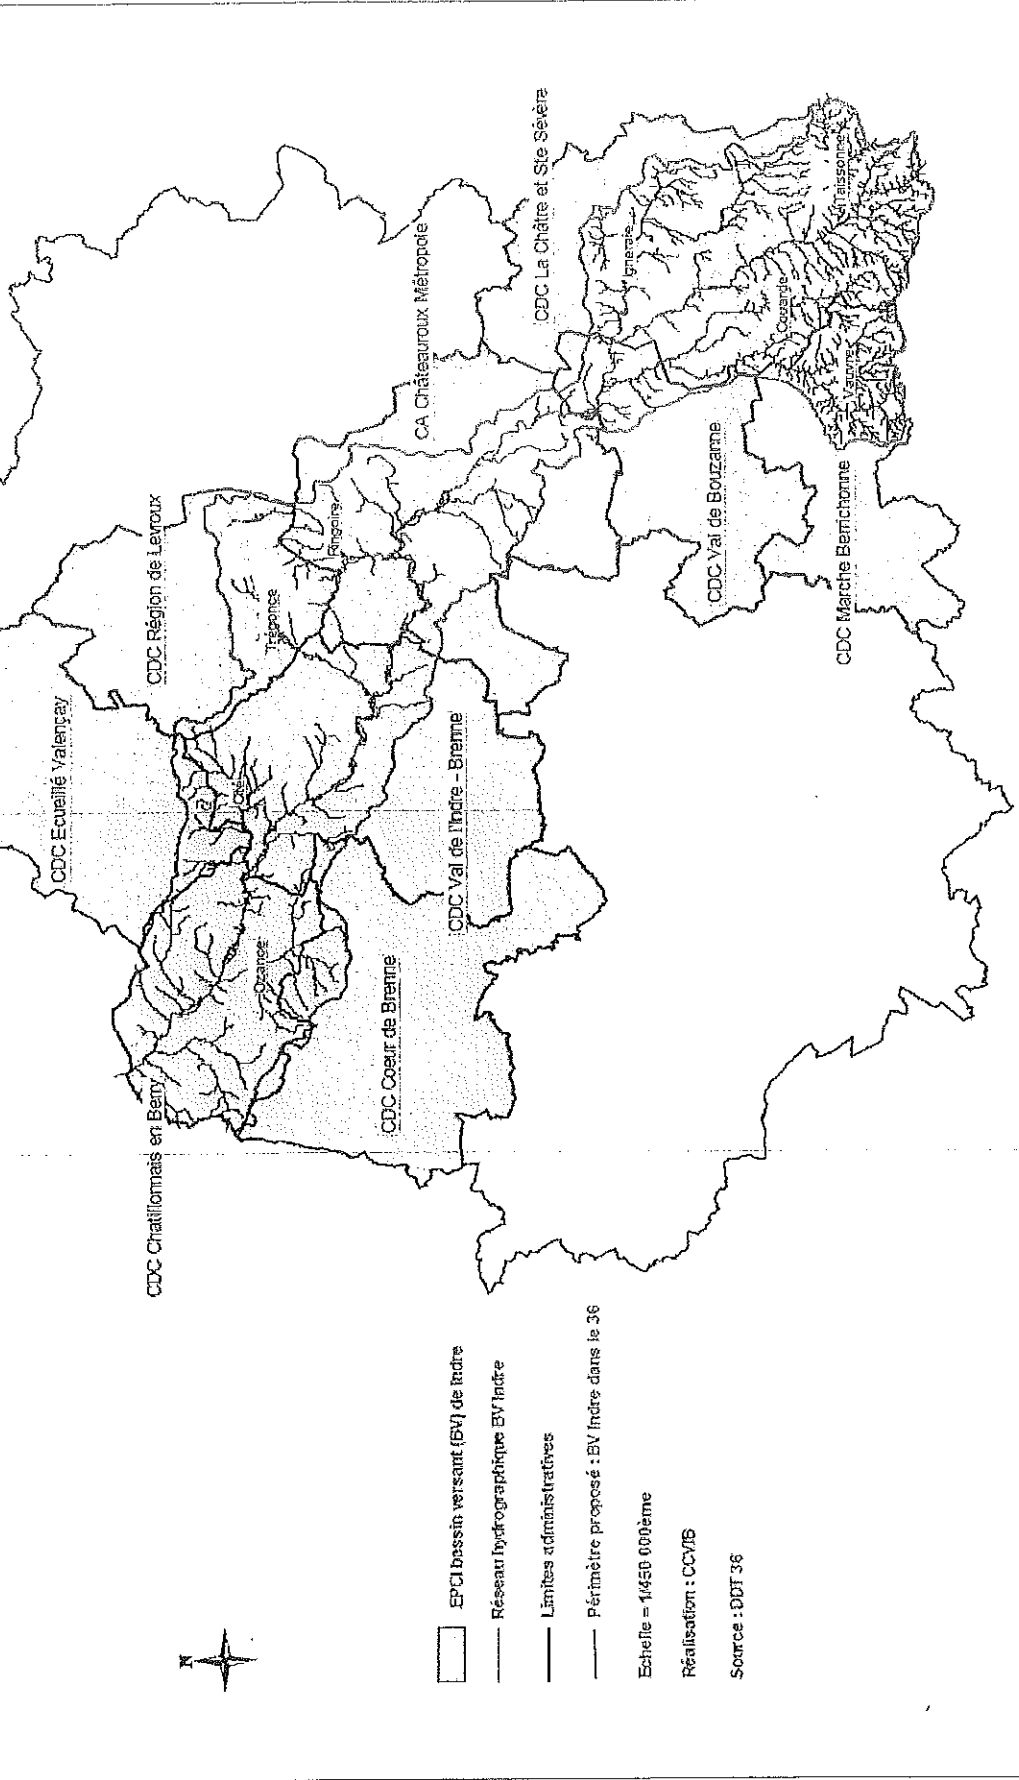 CDC Ecueillé Valençay
CDC Région de Levroux
CDC Chatillonnais en Berry
CA Châteauroux Métropole
CDC La Châtre et Ste Sévère
CDC Coeur de Brenne
CDC Val de l'Indre - Brenne
CDC Val de Bouzanne
CDC Marche Berrichonne
Ozance
Cité
Trégonce
Ringoire
Igneraie
Couarde
Vauvre
N
EPCI bassin versant (BV) de Indre
Réseau hydrographique BV Indre
Limites administratives
Périmètre proposé : BV Indre dans le 36
Echelle = 1/450 000ème
Réalisation : CCVIB
Source : DDT 36